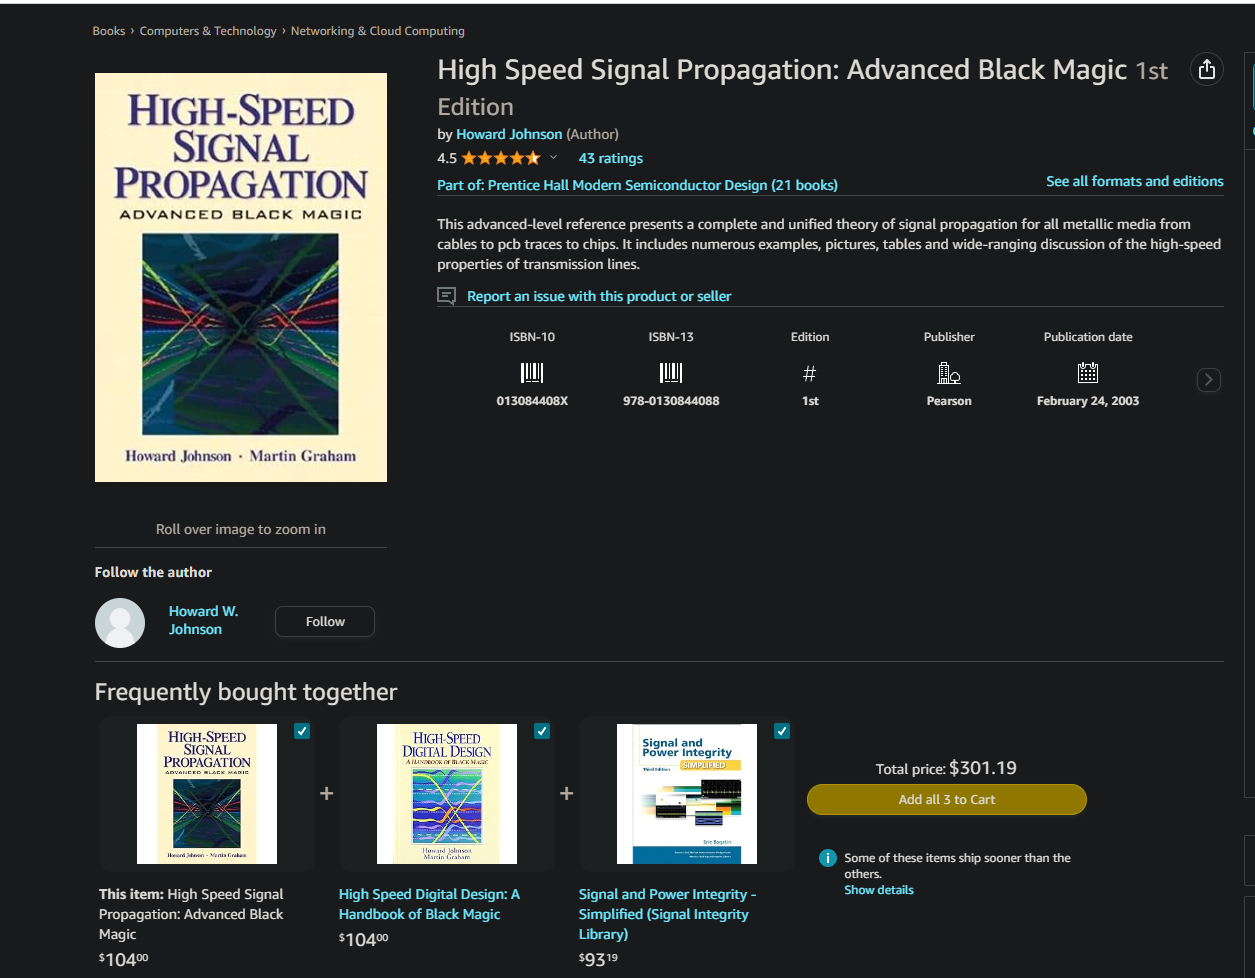 Books › Computers & Technology › Networking & Cloud Computing
HIGH-SPEED
SIGNAL
PROPAGATION
ADVANCED BLACK MAGIC
Howard Johnson · Martin Graham
Roll over image to zoom in
Follow the author
Howard W.
Johnson
Follow
High Speed Signal Propagation: Advanced Black Magic 1st
Edition
by Howard Johnson (Author)
4.5
43 ratings
Part of: Prentice Hall Modern Semiconductor Design (21 books)
See all formats and editions
This advanced-level reference presents a complete and unified theory of signal propagation for all metallic media from
cables to pcb traces to chips. It includes numerous examples, pictures, tables and wide-ranging discussion of the high-speed
properties of transmission lines.
Report an issue with this product or seller
ISBN-10
013084408X
ISBN-13
978-0130844088
Edition
#
1st
Publisher
Pearson
Publication date
February 24, 2003
Frequently bought together
HIGH-SPEED
SIGNAL
PROPAGATION
ADVANCED BLACK MAGIC
Howard Johnson · Martin Graham
+
HIGH-SPEED
DIGITAL DESIGN
A HANDBOOK OF BLACK MAGIC
Howard Johnson
Martin Graham
+
Signal and
Power Integrity
SIMPLIFIED
Third Edition
Eric Bogatin
This item: High Speed Signal
Propagation: Advanced Black
Magic
$104⁰⁰
High Speed Digital Design: A
Handbook of Black Magic
$104⁰⁰
Signal and Power Integrity -
Simplified (Signal Integrity
Library)
$93¹⁹
Total price: $301.19
Add all 3 to Cart
Some of these items ship sooner than the
others.
Show details